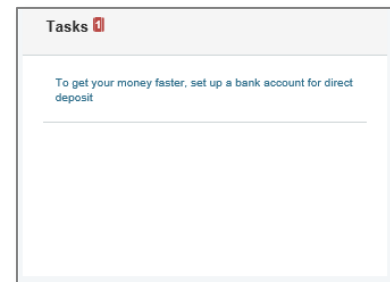 Tasks 1
To get your money faster, set up a bank account for direct
deposit